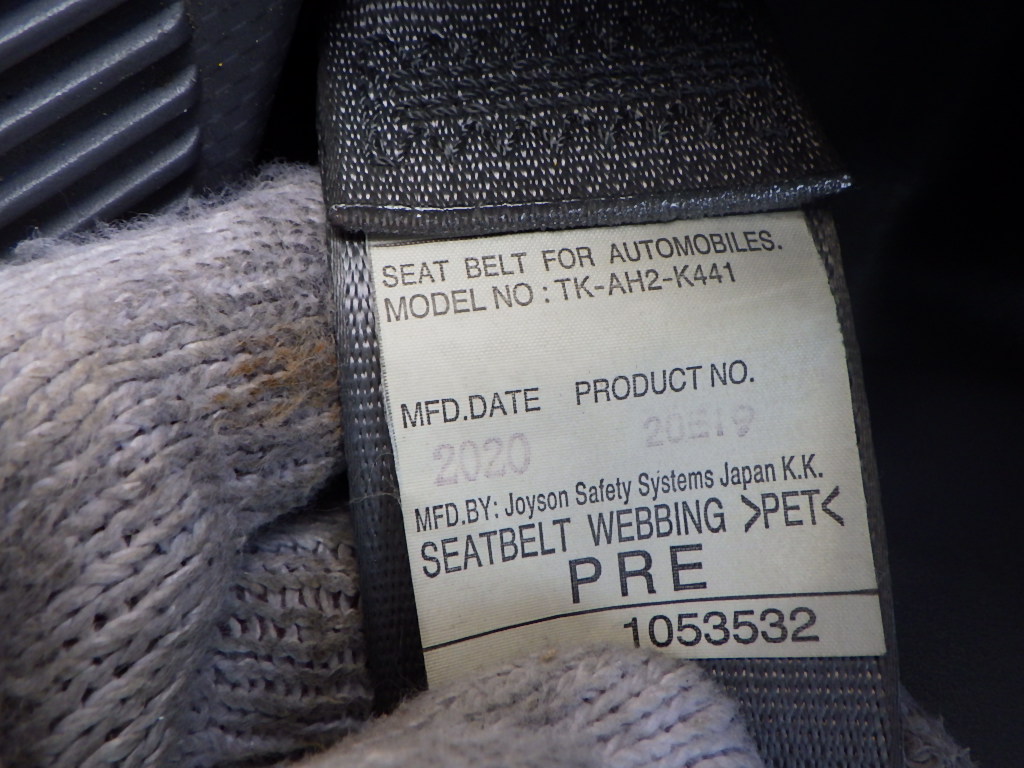 SEAT BELT FOR AUTOMOBILES.
MODEL NO : TK-AH2-K441
MFD.DATE PRODUCT NO.
2020 20E19
MFD.BY: Joyson Safety Systems Japan K.K.
SEATBELT WEBBING >PET<
PRE
1053532